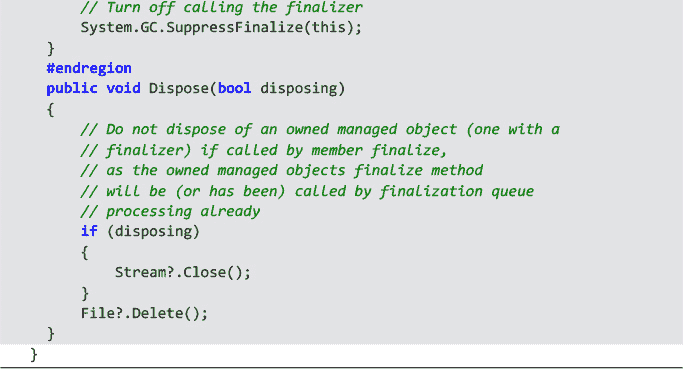 // Turn off calling the finalizer
System.GC.SuppressFinalize(this);
}
#endregion
public void Dispose(bool disposing)
{
// Do not dispose of an owned managed object (one with a
// finalizer) if called by member finalize,
// as the owned managed objects finalize method
// will be (or has been) called by finalization queue
// processing already
if (disposing)
{
Stream?.Close();
}
File?.Delete();
}
}